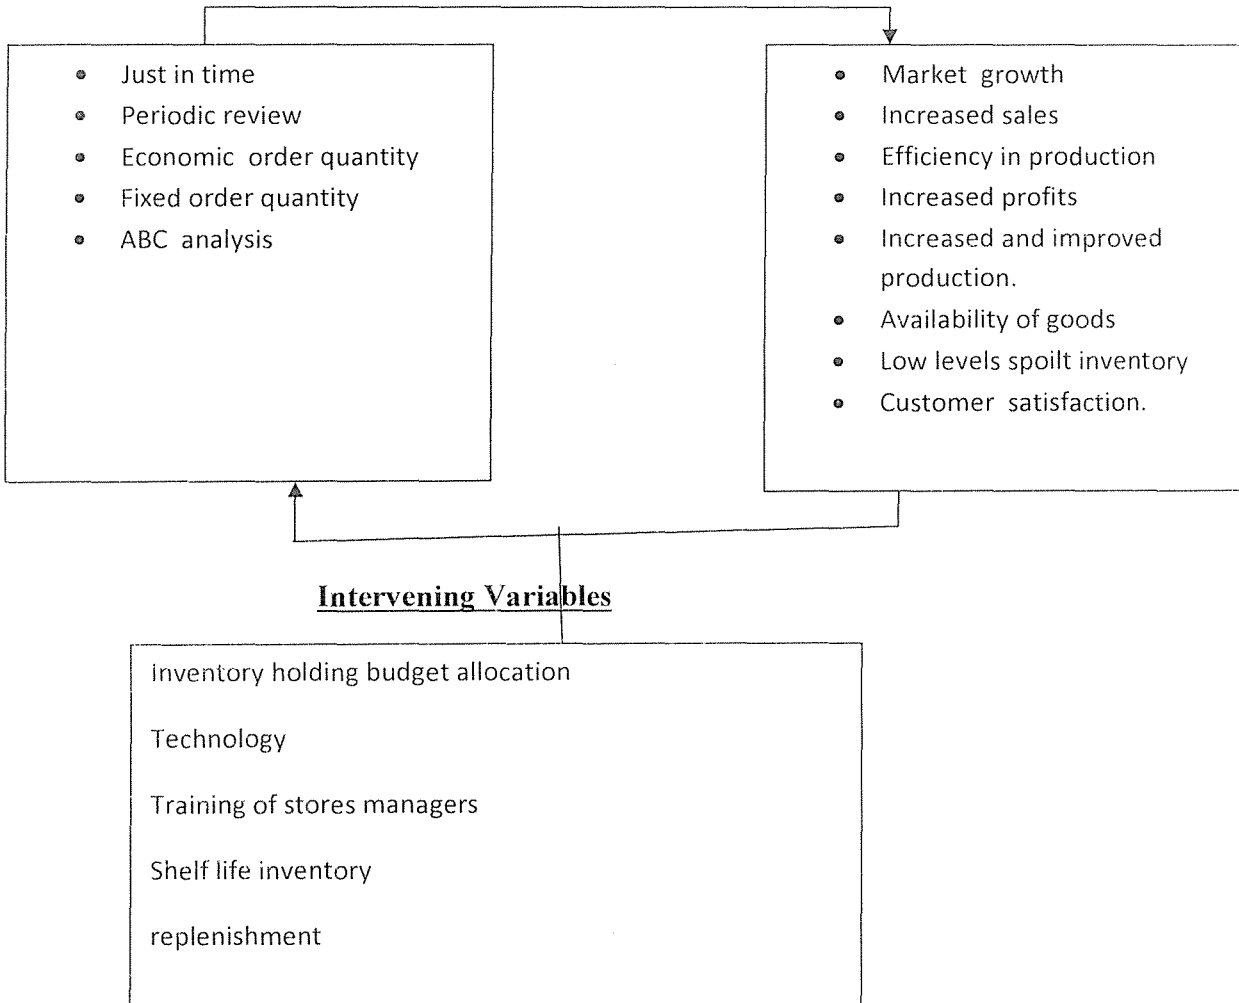 Just in time
Periodic review
Economic order quantity
Fixed order quantity
ABC analysis
Market growth
Increased sales
Efficiency in production
Increased profits
Increased and improved
production.
Availability of goods
Low levels spoilt inventory
Customer satisfaction.
Intervening Variables
Inventory holding budget allocation
Technology
Training of stores managers
Shelf life inventory
replenishment